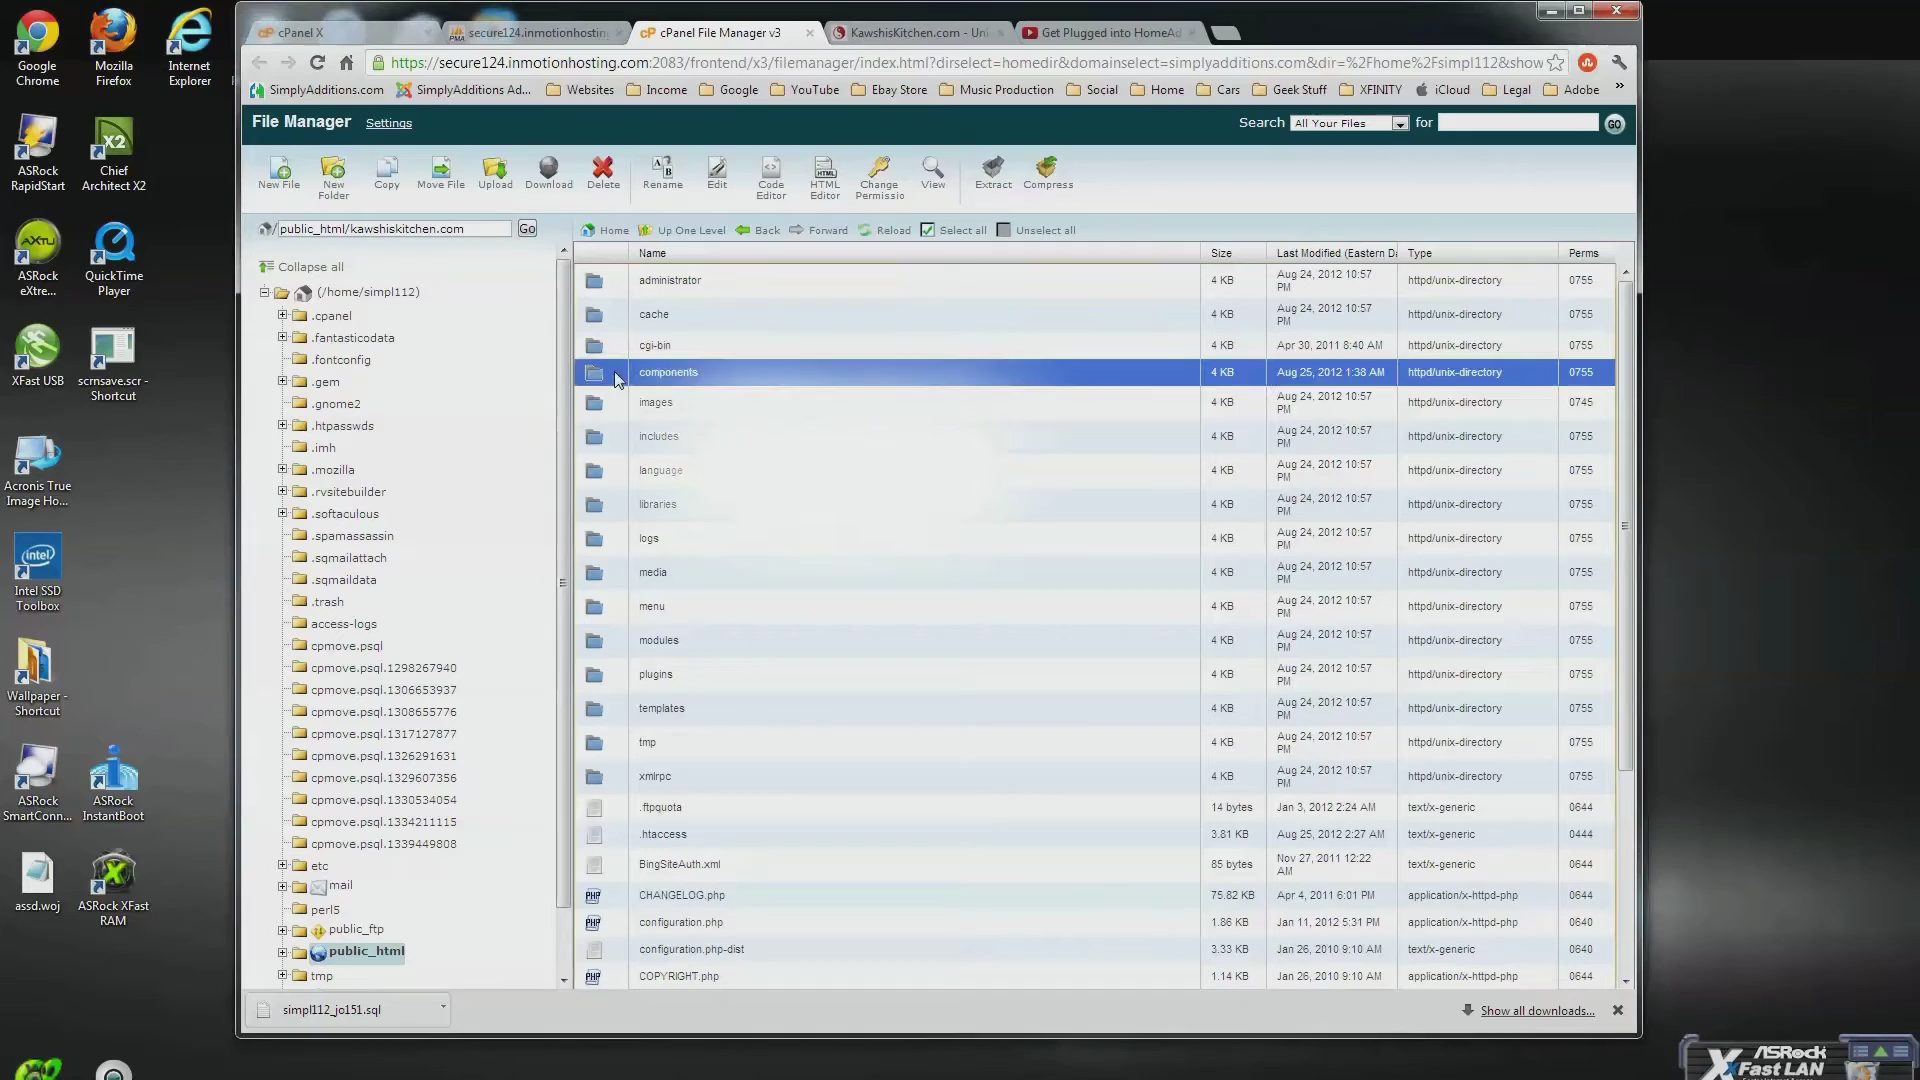 cPanel X
secure124.inmotionhosting
cPanel File Manager v3
KawshisKitchen.com - Uni
Get Plugged into HomeAd
https://secure124.inmotionhosting.com:2083/frontend/x3/filemanager/index.html?dirselect=homedir&domainselect=simplyadditions.com&dir=%2Fhome%2Fsimpl112&show
SimplyAdditions.com
SimplyAdditions Ad...
Websites
Income
Google
YouTube
Ebay Store
Music Production
Social
Home
Cars
Geek Stuff
XFINITY
iCloud
Legal
Adobe
»
File Manager
Settings
Search
All Your Files
for
GO
New File
New Folder
Copy
Move File
Upload
Download
Delete
Rename
Edit
Code Editor
HTML Editor
Change Permissio
View
Extract
Compress
/
public_html/kawshiskitchen.com
Go
Home
Up One Level
Back
Forward
Reload
Select all
Unselect all
Collapse all
(/home/simpl112)
.cpanel
.fantasticodata
.fontconfig
.gem
.gnome2
.htpasswds
.imh
.mozilla
.rvsitebuilder
.softaculous
.spamassassin
.sqmailattach
.sqmaildata
.trash
access-logs
cpmove.psql
cpmove.psql.1298267940
cpmove.psql.1306653937
cpmove.psql.1308655776
cpmove.psql.1317127877
cpmove.psql.1326291631
cpmove.psql.1329607356
cpmove.psql.1330534054
cpmove.psql.1334211115
cpmove.psql.1339449808
etc
mail
perl5
public_ftp
public_html
tmp
Name Size Last Modified (Eastern Da Type Perms
administrator 4 KB Aug 24, 2012 10:57 PM httpd/unix-directory 0755
cache 4 KB Aug 24, 2012 10:57 PM httpd/unix-directory 0755
cgi-bin 4 KB Apr 30, 2011 8:40 AM httpd/unix-directory 0755
components 4 KB Aug 25, 2012 1:38 AM httpd/unix-directory 0755
images 4 KB Aug 24, 2012 10:57 PM httpd/unix-directory 0745
includes 4 KB Aug 24, 2012 10:57 PM httpd/unix-directory 0755
language 4 KB Aug 24, 2012 10:57 PM httpd/unix-directory 0755
libraries 4 KB Aug 24, 2012 10:57 PM httpd/unix-directory 0755
logs 4 KB Aug 24, 2012 10:57 PM httpd/unix-directory 0755
media 4 KB Aug 24, 2012 10:57 PM httpd/unix-directory 0755
menu 4 KB Aug 24, 2012 10:57 PM httpd/unix-directory 0755
modules 4 KB Aug 24, 2012 10:57 PM httpd/unix-directory 0755
plugins 4 KB Aug 24, 2012 10:57 PM httpd/unix-directory 0755
templates 4 KB Aug 24, 2012 10:57 PM httpd/unix-directory 0755
tmp 4 KB Aug 24, 2012 10:57 PM httpd/unix-directory 0755
xmlrpc 4 KB Aug 24, 2012 10:57 PM httpd/unix-directory 0755
.ftpquota 14 bytes Jan 3, 2012 2:24 AM text/x-generic 0644
.htaccess 3.81 KB Aug 25, 2012 2:27 AM text/x-generic 0444
BingSiteAuth.xml 85 bytes Nov 27, 2011 12:22 AM text/x-generic 0644
CHANGELOG.php 75.82 KB Apr 4, 2011 6:01 PM application/x-httpd-php 0644
configuration.php 1.86 KB Jan 11, 2012 5:31 PM application/x-httpd-php 0640
configuration.php-dist 3.33 KB Jan 26, 2010 9:10 AM text/x-generic 0640
COPYRIGHT.php 1.14 KB Jan 26, 2010 9:10 AM application/x-httpd-php 0644
simpl112_jo151.sql
Show all downloads...
Google Chrome
Mozilla Firefox
Internet Explorer
ASRock RapidStart
Chief Architect X2
ASRock eXtre...
QuickTime Player
XFast USB
scrnsave.scr - Shortcut
Acronis True Image Ho...
Intel SSD Toolbox
Wallpaper - Shortcut
ASRock SmartConn...
ASRock InstantBoot
assd.woj
ASRock XFast RAM
ASRock
XFast LAN